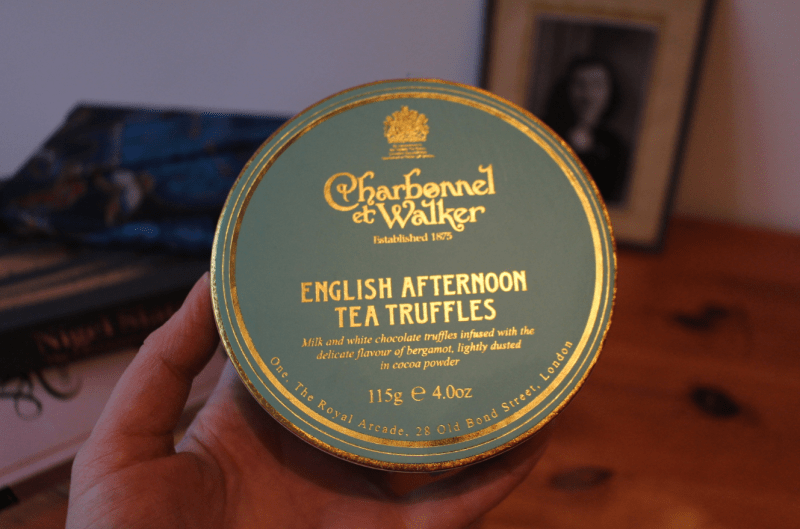 Charbonnel
et Walker
Established 1875
ENGLISH AFTERNOON
TEA TRUFFLES
Milk and white chocolate truffles infused with the
delicate flavour of bergamot, lightly dusted
in cocoa powder
115g ℮ 4.0oz
One, The Royal Arcade, 28 Old Bond Street, London